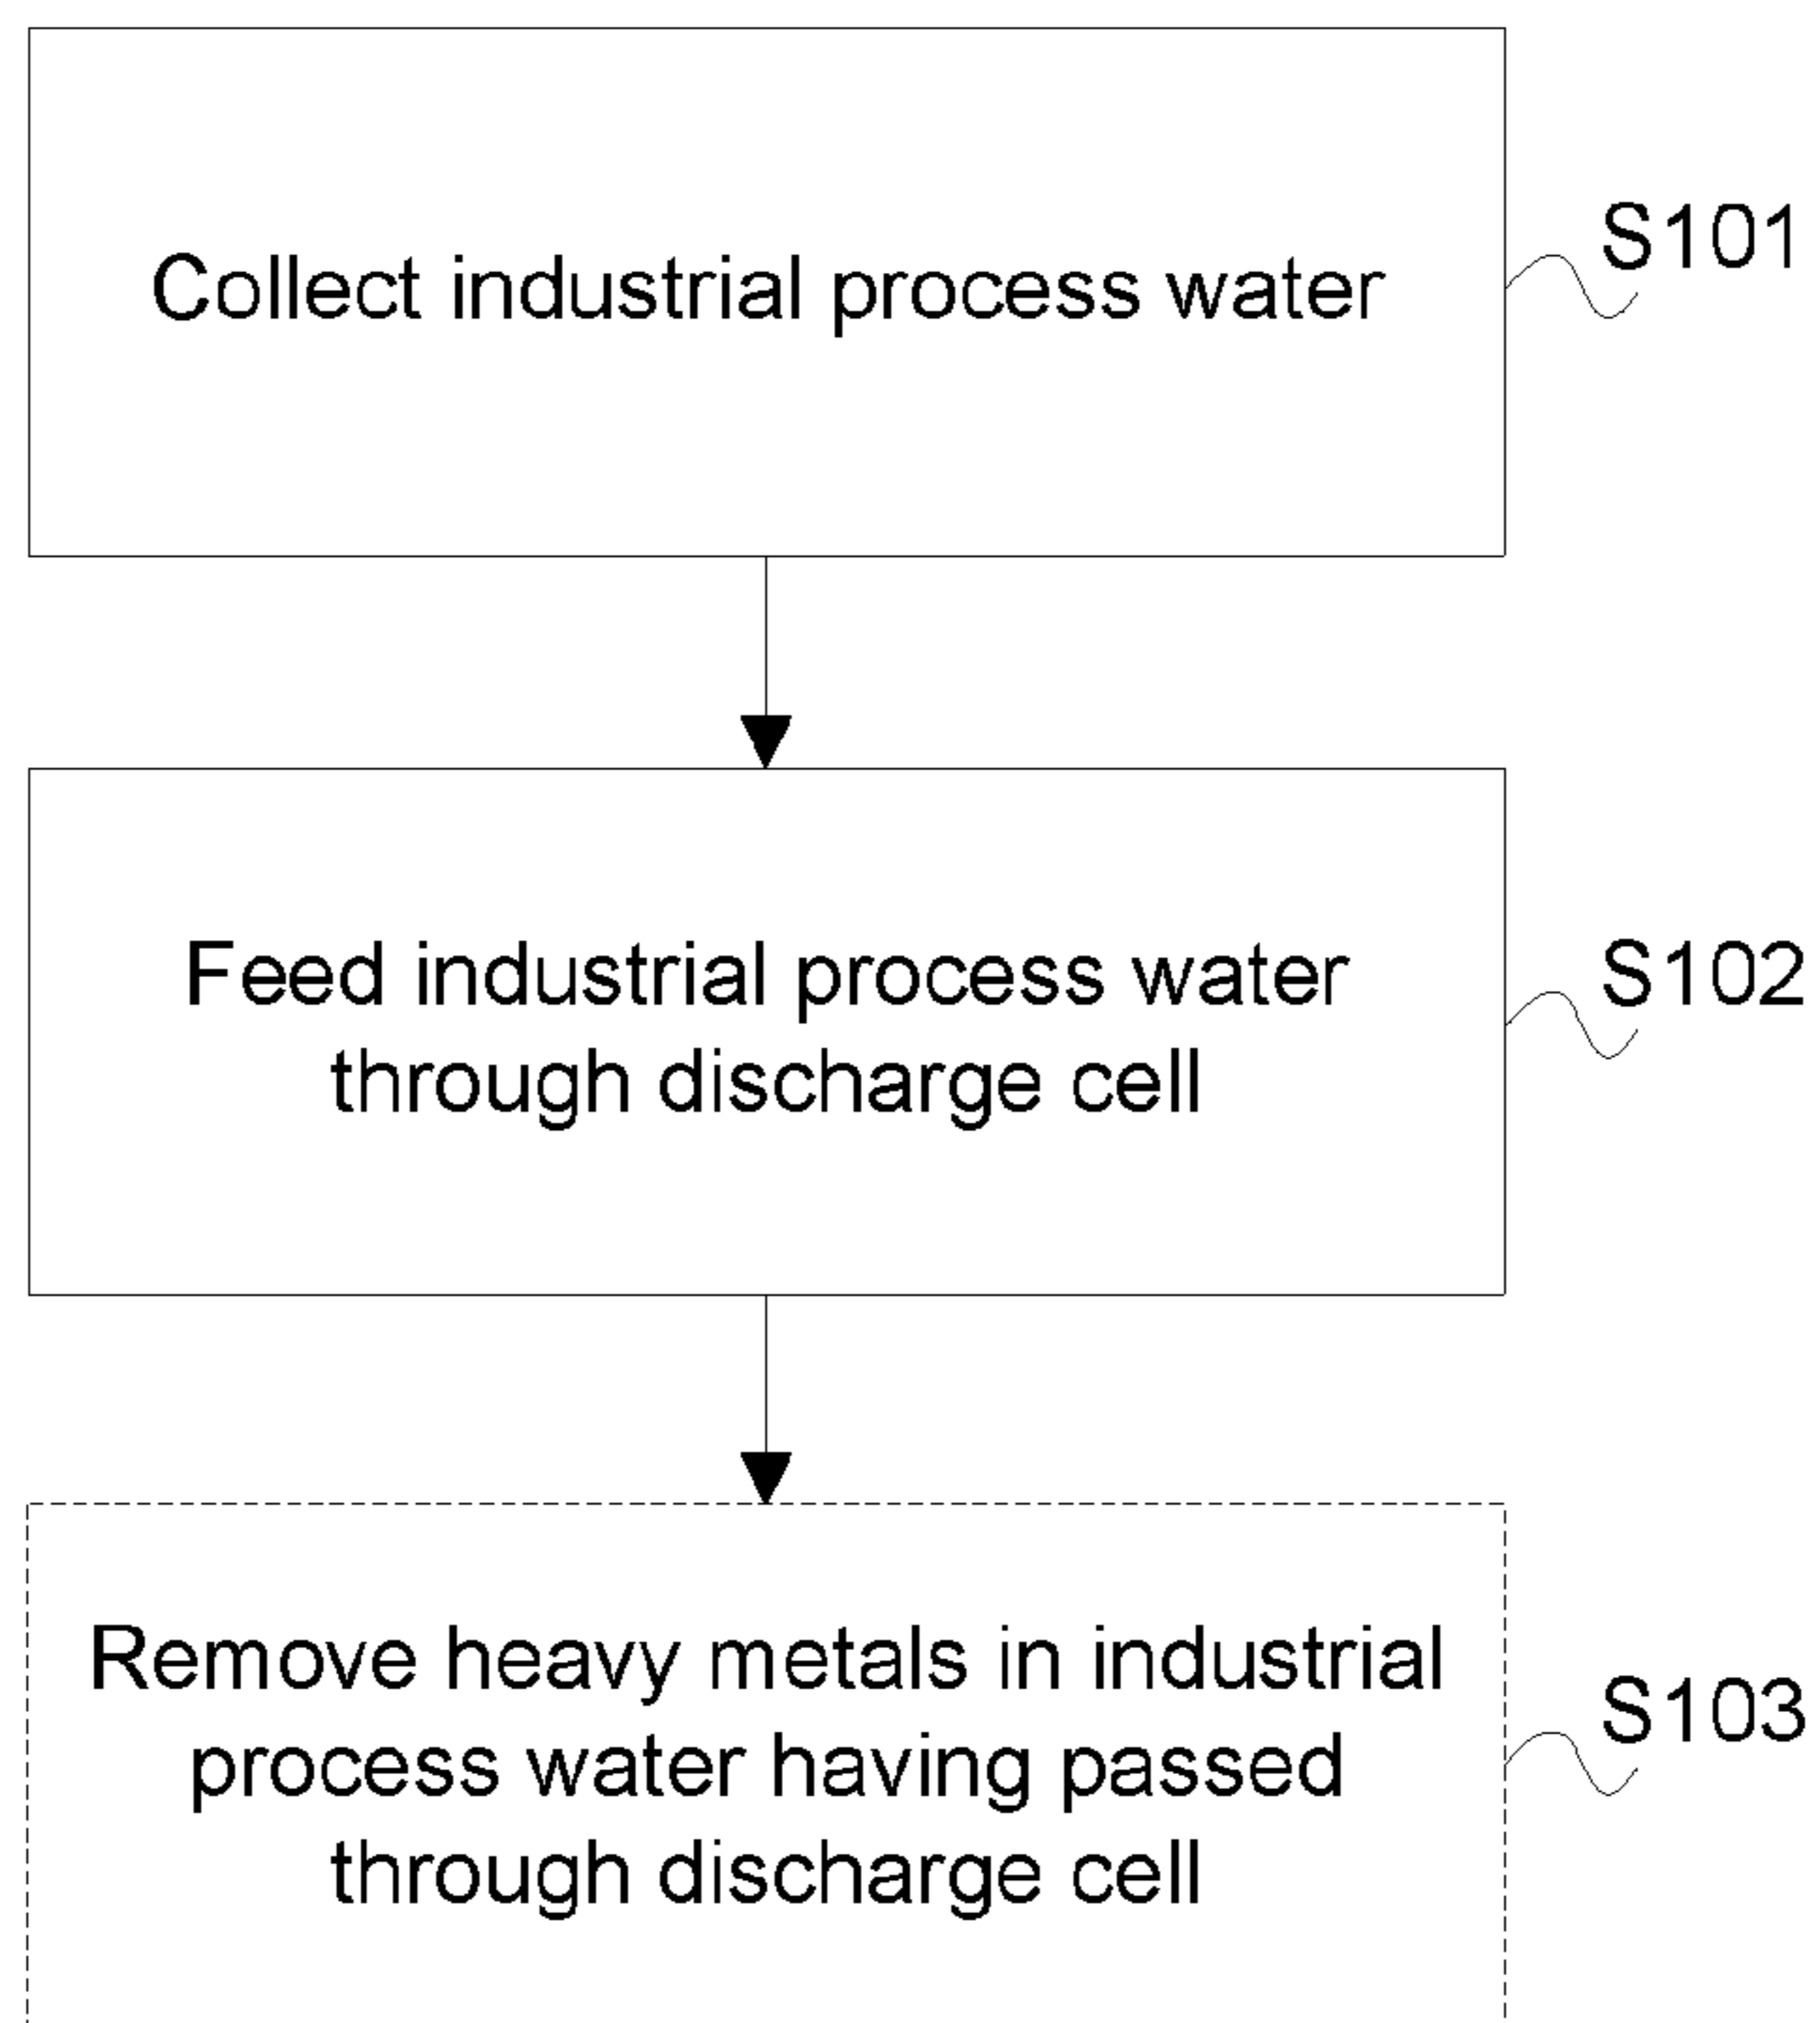 Collect industrial process water
S101
Feed industrial process water
through discharge cell
S102
Remove heavy metals in industrial
process water having passed
through discharge cell
S103